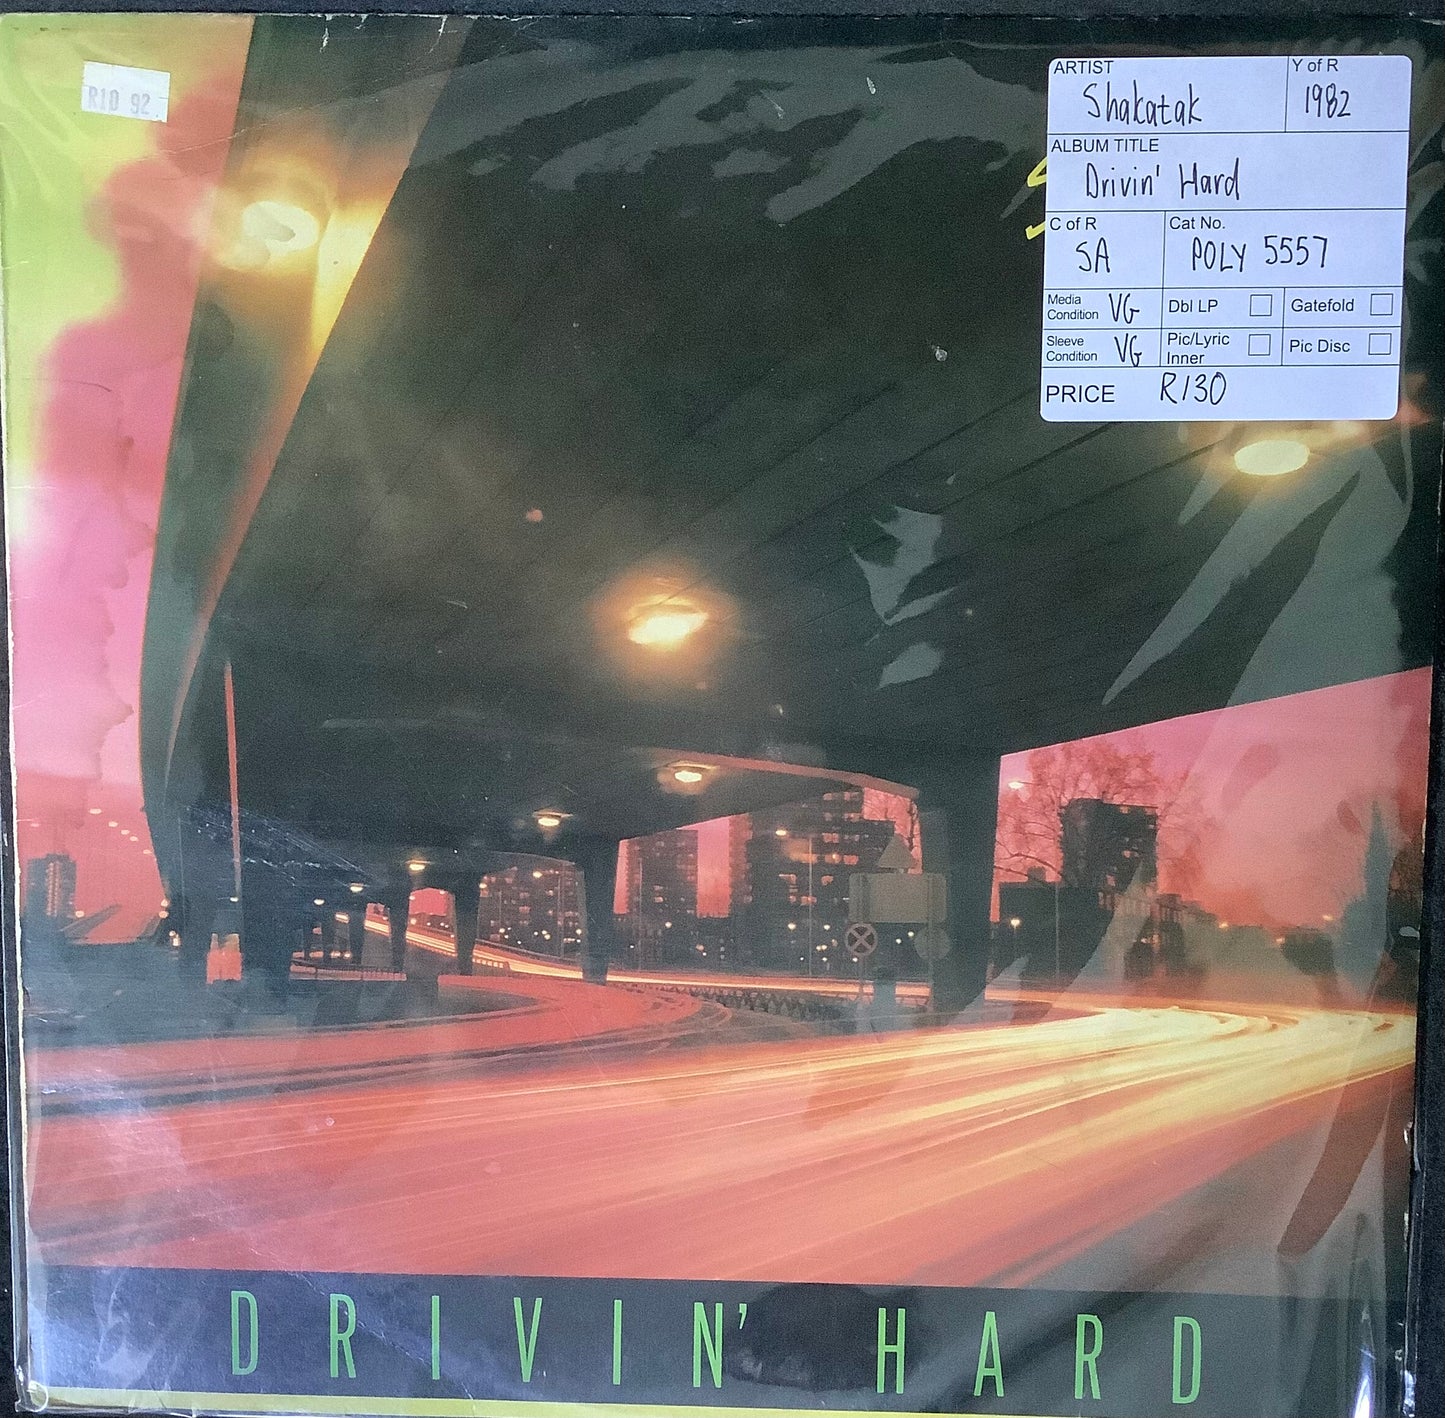 R10 92
ARTIST
Shakatak
Y of R
1982
ALBUM TITLE
Drivin' Hard
C of R
SA
Cat No.
POLY 5557
Media
Condition VG
Dbl LP
Gatefold
Sleeve
Condition VG
Pic/Lyric
Inner
Pic Disc
PRICE R130
DRIVIN' HARD